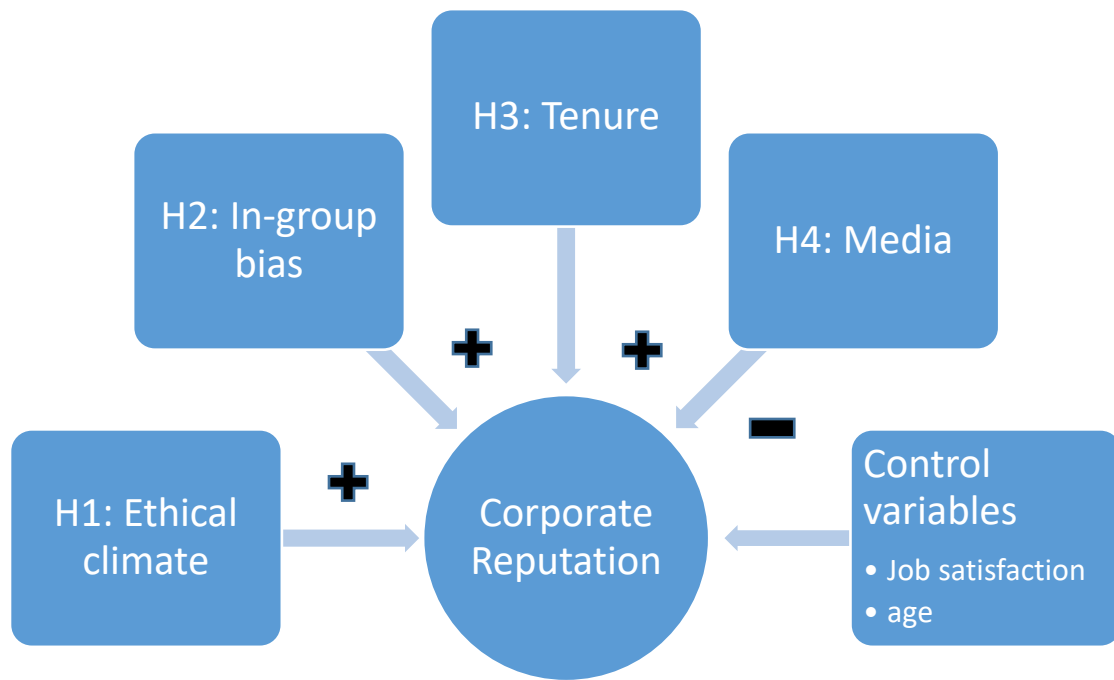 H3: Tenure
H2: In-group
bias
H4: Media
H1: Ethical
climate
Corporate
Reputation
Control
variables
• Job satisfaction
• age